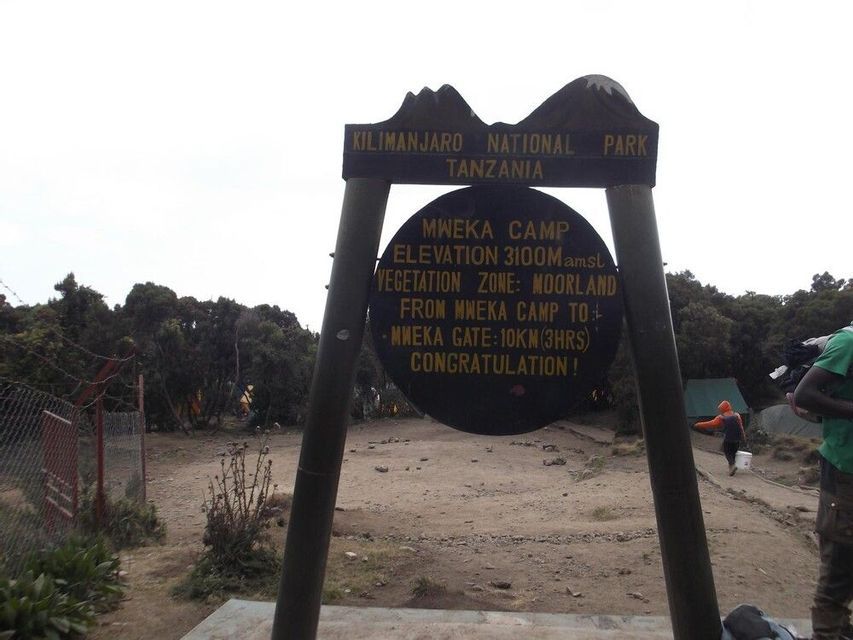 KILIMANJARO NATIONAL PARK
TANZANIA
MWEKA CAMP
ELEVATION 3100M amsl
VEGETATION ZONE: MOORLAND
FROM MWEKA CAMP TO:
MWEKA GATE: 10KM (3HRS)
CONGRATULATION!